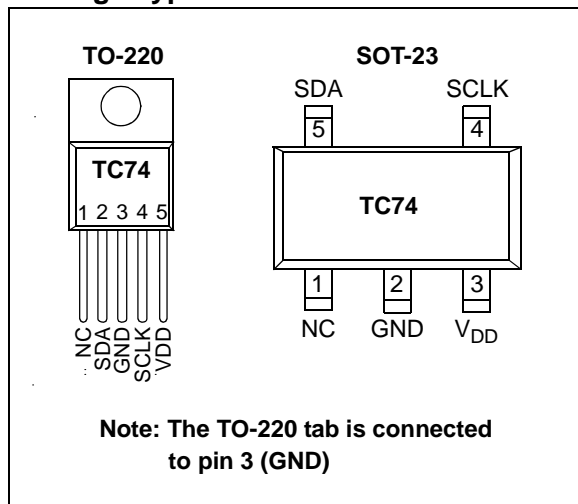 TO-220
SOT-23
SDA
SCLK
5
4
TC74
TC74
1 2 3 4 5
1
2
3
NC
SDA
GND
SCLK
VDD
NC
GND
VDD
Note: The TO-220 tab is connected
to pin 3 (GND)